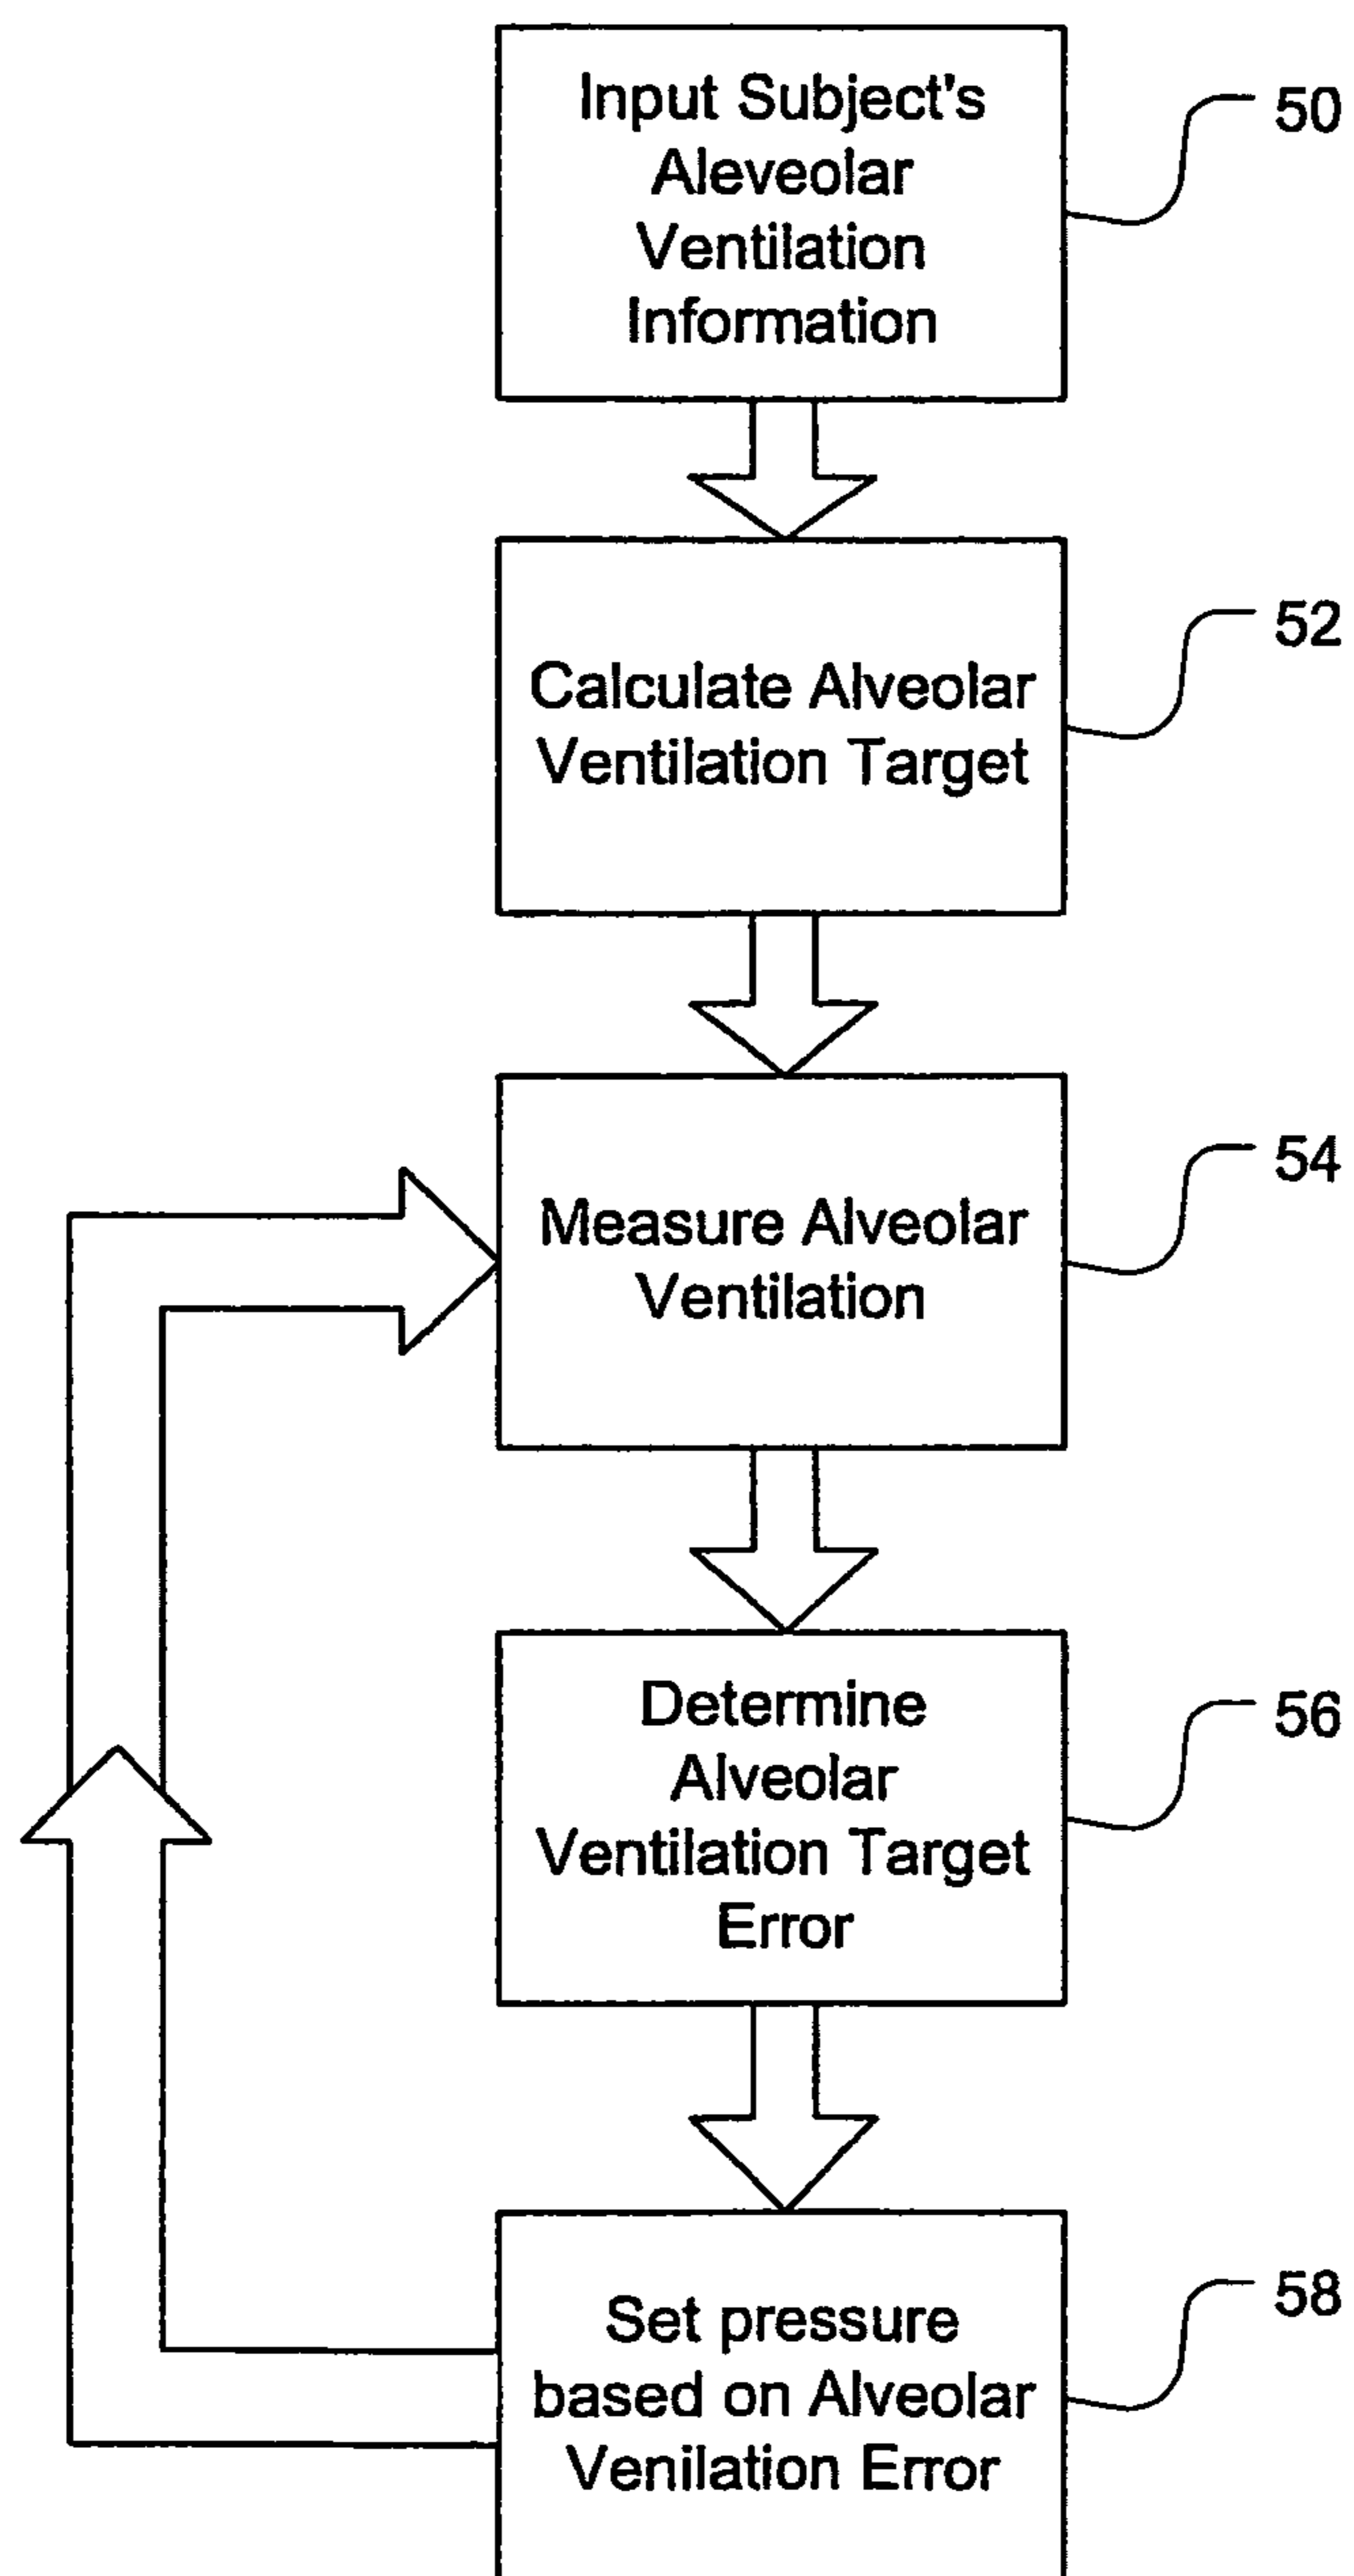 Input Subject's
Aleveolar
Ventilation
Information
50
Calculate Alveolar
Ventilation Target
52
Measure Alveolar
Ventilation
54
Determine
Alveolar
Ventilation Target
Error
56
Set pressure
based on Alveolar
Venilation Error
58